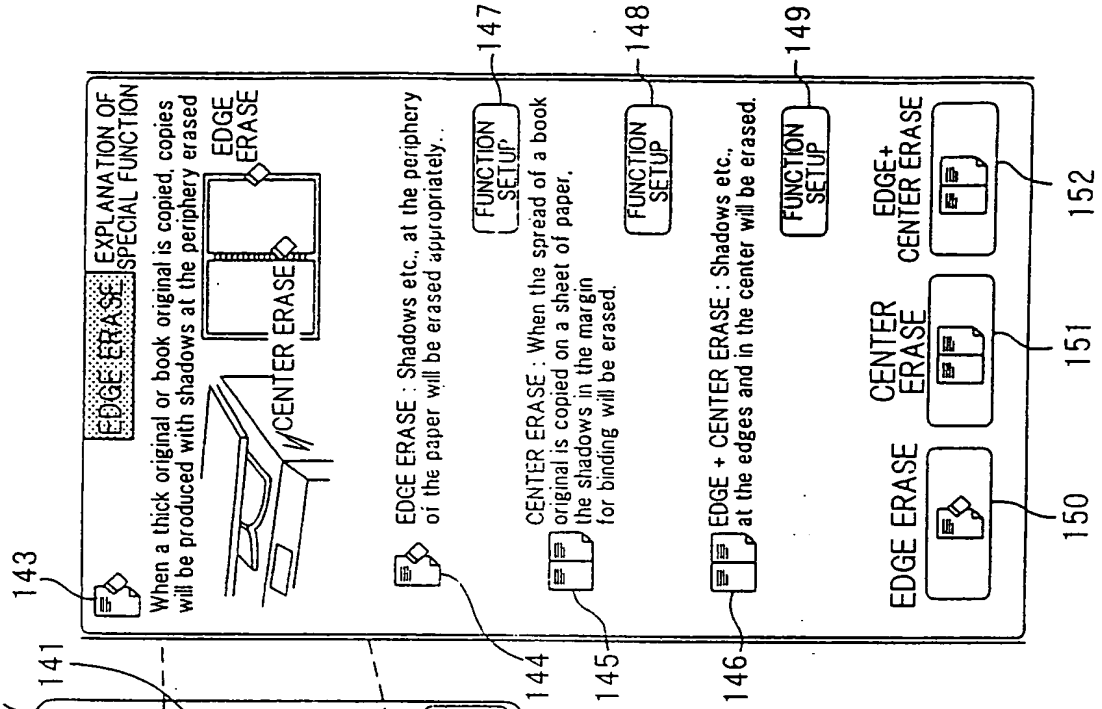 141
143
EDGE ERASE
EXPLANATION OF
SPECIAL FUNCTION
When a thick original or book original is copied, copies
will be produced with shadows at the periphery erased
EDGE
ERASE
CENTER ERASE
144
EDGE ERASE : Shadows etc., at the periphery
of the paper will be erased appropriately..
FUNCTION
SETUP
147
145
CENTER ERASE : When the spread of a book
original is copied on a sheet of paper,
the shadows in the margin
for binding will be erased.
FUNCTION
SETUP
148
146
EDGE + CENTER ERASE : Shadows etc.,
at the edges and in the center will be erased.
FUNCTION
SETUP
149
EDGE ERASE
150
CENTER
ERASE
151
EDGE+
CENTER ERASE
152